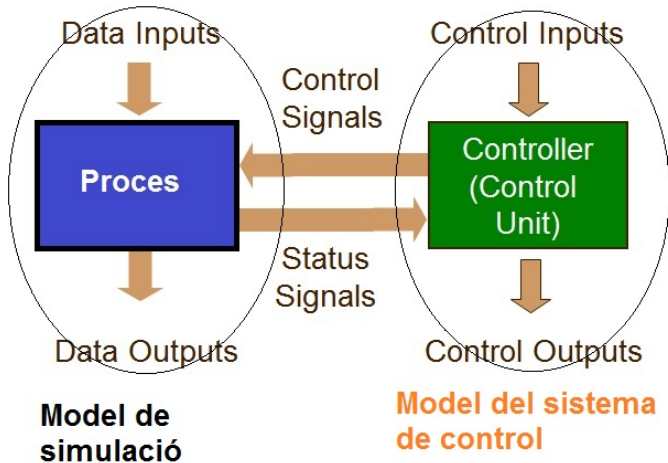 Data Inputs
Control Inputs
Control
Signals
Proces
Controller
(Control
Unit)
Status
Signals
Data Outputs
Control Outputs
Model de
simulació
Model del sistema
de control